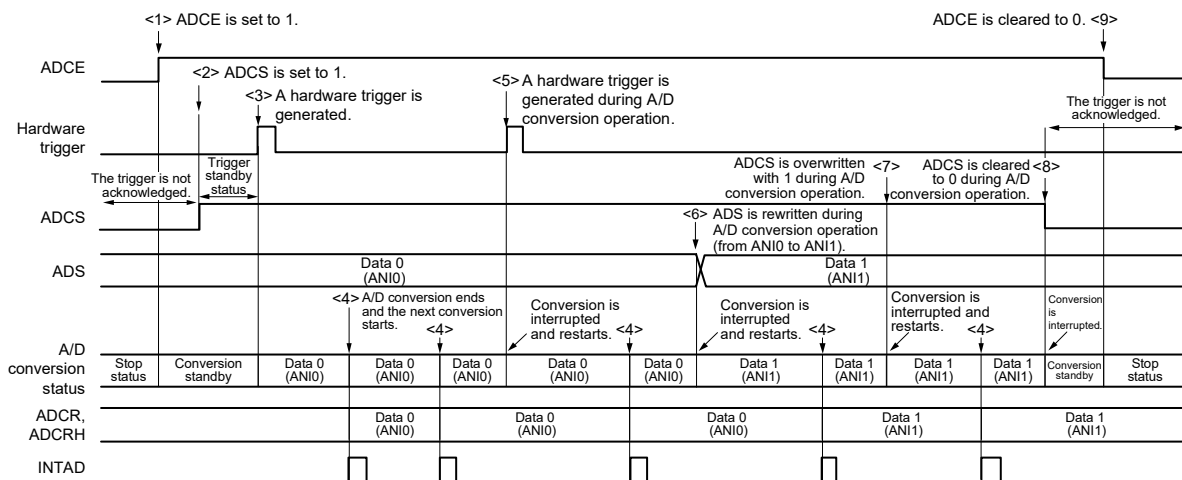 <1> ADCE is set to 1.
ADCE is cleared to 0. <9>
ADCE
<2> ADCS is set to 1.
<3> A hardware trigger is
generated.
<5> A hardware trigger is
generated during A/D
conversion operation.
The trigger is not
acknowledged.
Hardware
trigger
The trigger is not
acknowledged.
Trigger
standby
status
ADCS is overwritten
with 1 during A/D
conversion operation.
<7>
ADCS is cleared
to 0 during A/D
conversion operation.
<8>
ADCS
<6> ADS is rewritten during
A/D conversion operation
(from ANI0 to ANI1).
ADS
Data 0
(ANI0)
Data 1
(ANI1)
<4> A/D conversion ends
and the next conversion
starts.
<4>
Conversion is
interrupted
and restarts.
<4>
Conversion is
interrupted
and restarts.
<4>
Conversion is
interrupted and
restarts.
<4>
Conversion
is
interrupted.
A/D
conversion
status
Stop
status
Conversion
standby
Data 0
(ANI0)
Data 0
(ANI0)
Data 0
(ANI0)
Data 0
(ANI0)
Data 0
(ANI0)
Data 1
(ANI1)
Data 1
(ANI1)
Data 1
(ANI1)
Data 1
(ANI1)
Conversion
standby
Stop
status
ADCR,
ADCRH
Data 0
(ANI0)
Data 0
(ANI0)
Data 0
(ANI0)
Data 1
(ANI1)
Data 1
(ANI1)
INTAD